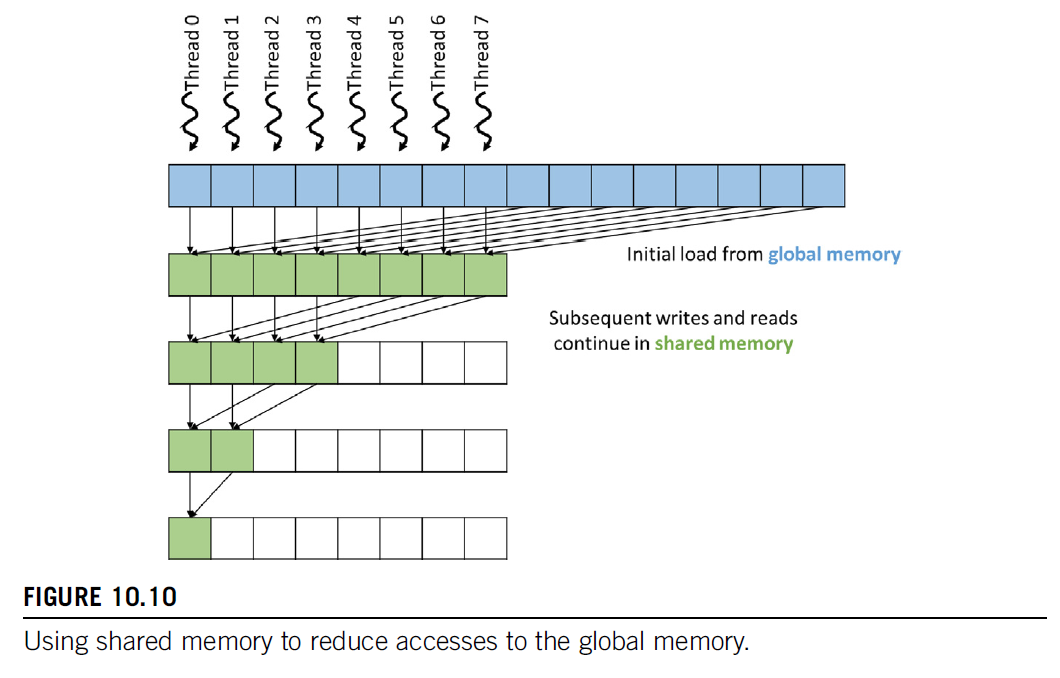 Thread 0
Thread 1
Thread 2
Thread 3
Thread 4
Thread 5
Thread 6
Thread 7
Initial load from global memory
Subsequent writes and reads
continue in shared memory
FIGURE 10.10
Using shared memory to reduce accesses to the global memory.